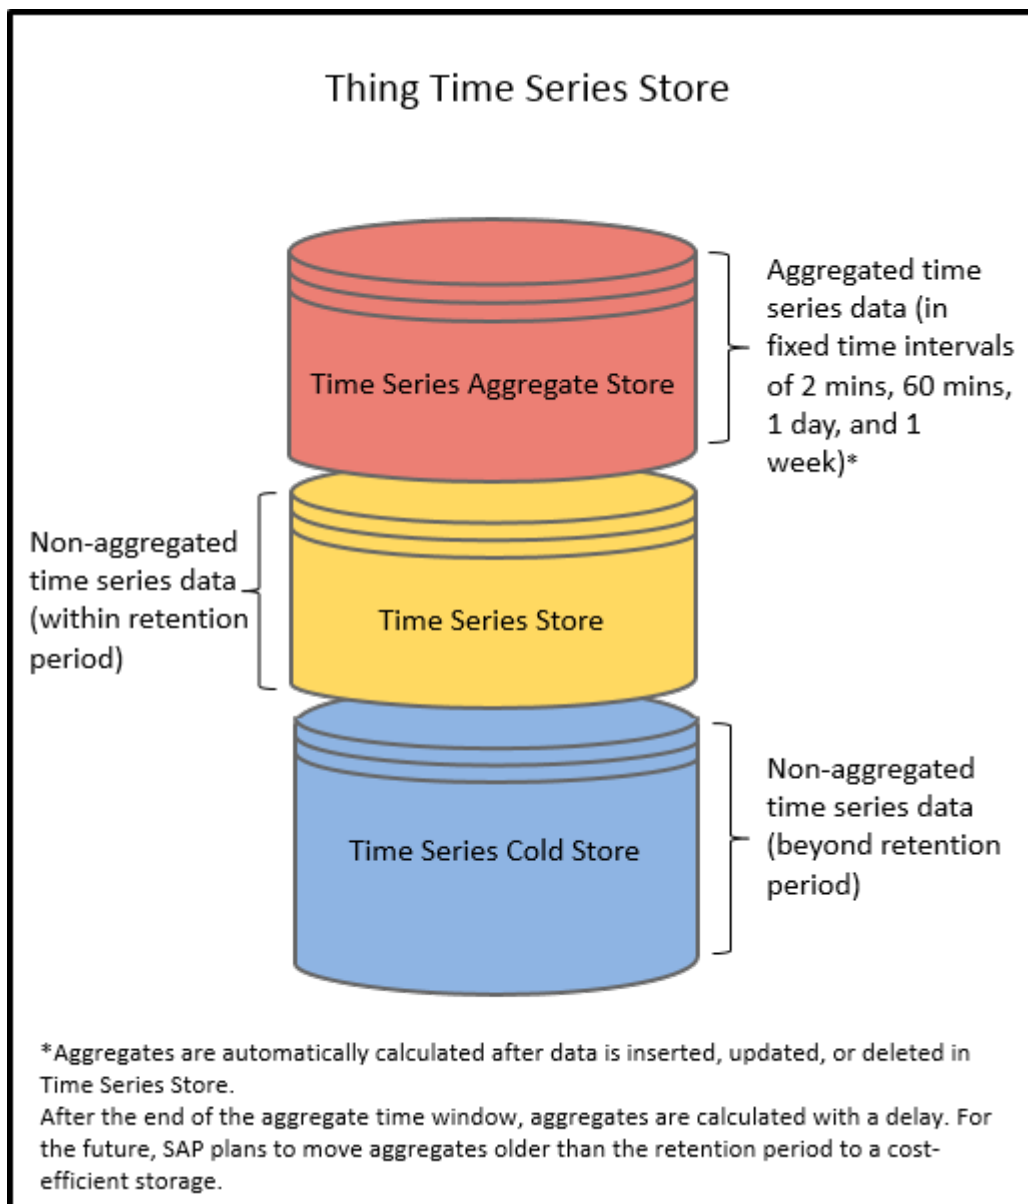 Thing Time Series Store
Time Series Aggregate Store
Aggregated time
series data (in
fixed time intervals
of 2 mins, 60 mins,
1 day, and 1
week)*
Non-aggregated
time series data
(within retention
period)
Time Series Store
Time Series Cold Store
Non-aggregated
time series data
(beyond retention
period)
*Aggregates are automatically calculated after data is inserted, updated, or deleted in
Time Series Store.
After the end of the aggregate time window, aggregates are calculated with a delay. For
the future, SAP plans to move aggregates older than the retention period to a cost-
efficient storage.